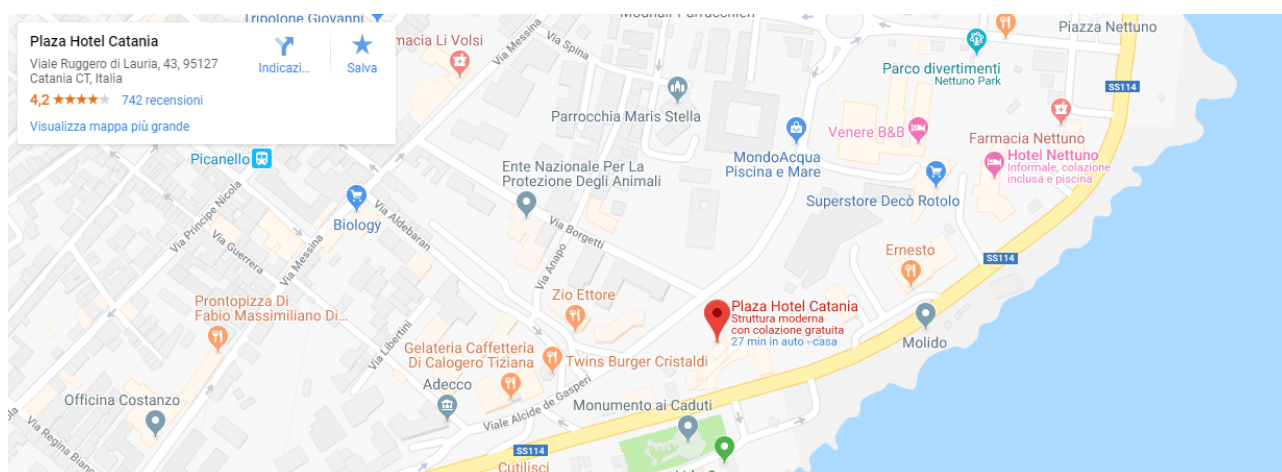 Plaza Hotel Catania
Viale Ruggero di Lauria, 43, 95127
Catania CT, Italia
4,2
742 recensioni
Visualizza mappa più grande
Indicazi...
Salva
Tripolone Giovanni
macia Li Volsi
Via Messina
Via Spina
Piazza Nettuno
Parco divertimenti
Nettuno Park
SS114
Parrocchia Maris Stella
Venere B&B
Farmacia Nettuno
Hotel Nettuno
Informale, colazione
inclusa e piscina
MondoAcqua
Piscina e Mare
Superstore Decò Rotolo
Picanello
Ente Nazionale Per La
Protezione Degli Animali
Biology
Via Principe Nicola
Via Guerrera
Via Messina
Via Aldebaran
Via Borgetti
Via Anapo
Ernesto
SS114
Zio Ettore
Plaza Hotel Catania
Struttura moderna
con colazione gratuita
27 min in auto - casa
Molido
Prontopizza Di
Fabio Massimiliano Di...
Via Libertini
Gelateria Caffetteria
Di Calogero Tiziana
Twins Burger Cristaldi
Adecco
Viale Alcide de Gasperi
Monumento ai Caduti
Officina Costanzo
Via Regina Bianc
SS114
Cutilisci